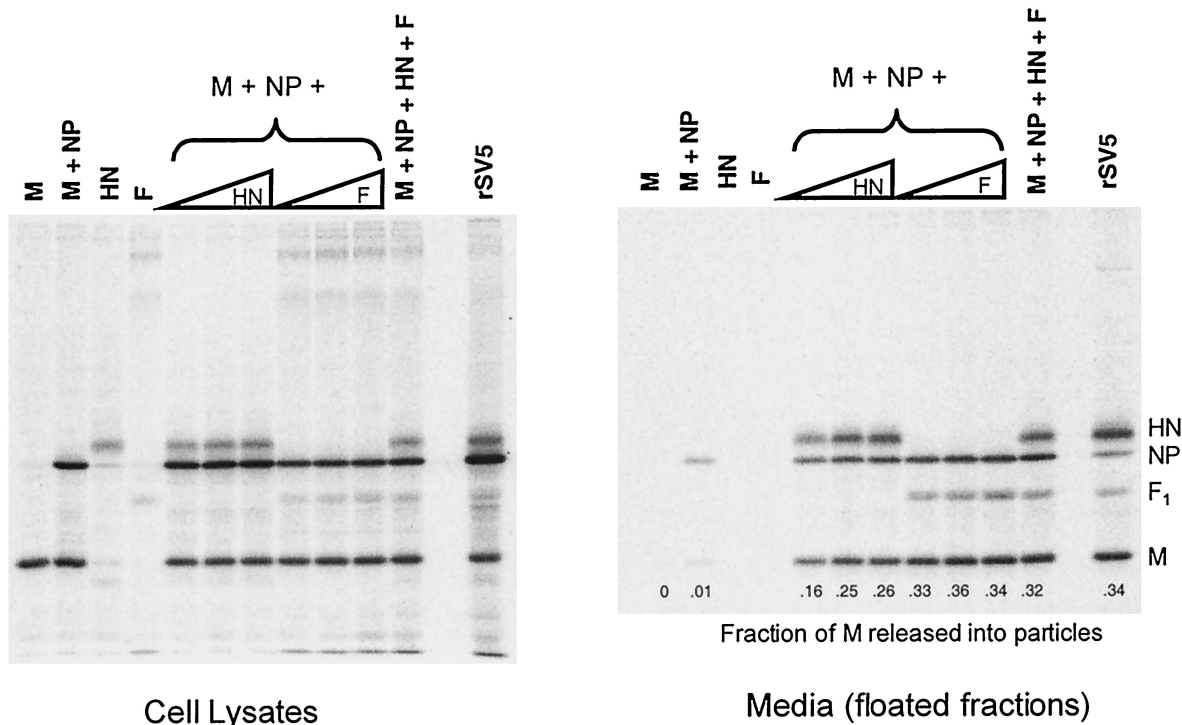 M
M + NP
HN
F
M + NP +
HN
F
M + NP + HN + F
rSV5
Cell Lysates
M
M + NP
HN
F
M + NP +
HN
F
M + NP + HN + F
rSV5
HN
NP
F1
M
0 .01 .16 .25 .26 .33 .36 .34 .32 .34
Fraction of M released into particles
Media (floated fractions)